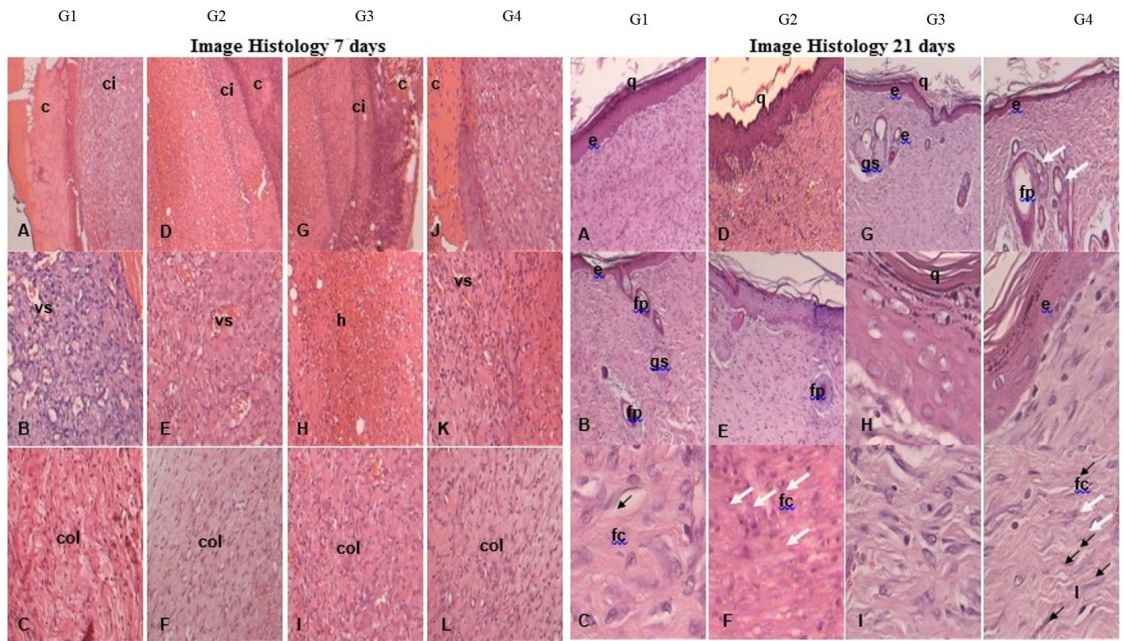 G1 G2 G3 G4 G1 G2 G3 G4
Image Histology 7 days Image Histology 21 days
c ci ci c ci c c q q e q e
e e
gs fp
A D G J A D G
vs vs h vs e fp q e
gs fp
fp
B E H K B E H
col col col col fc fc fc
C F I L C F I I